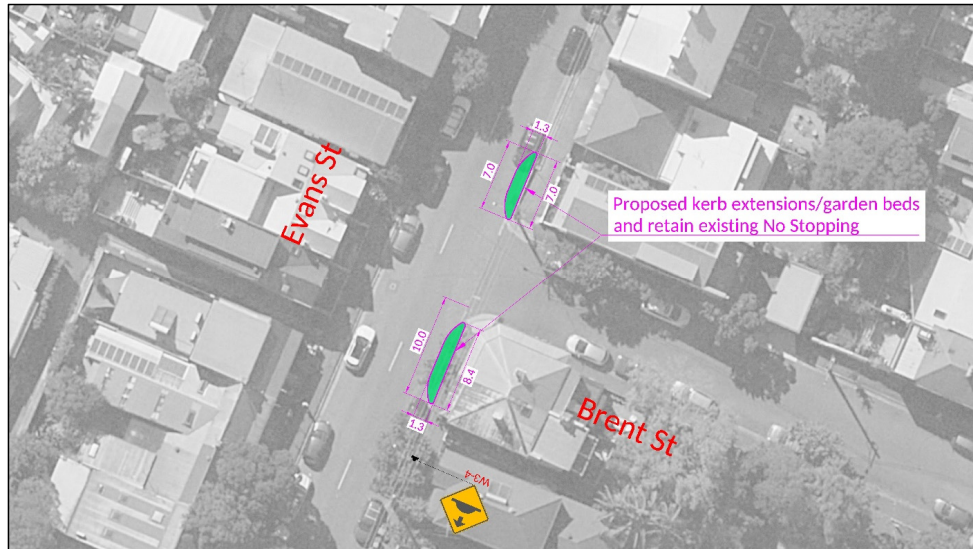 1.3
7.0
7.0
Evans St
Proposed kerb extensions/garden beds
and retain existing No Stopping
10.0
8.4
1.3
Brent St
W3-4